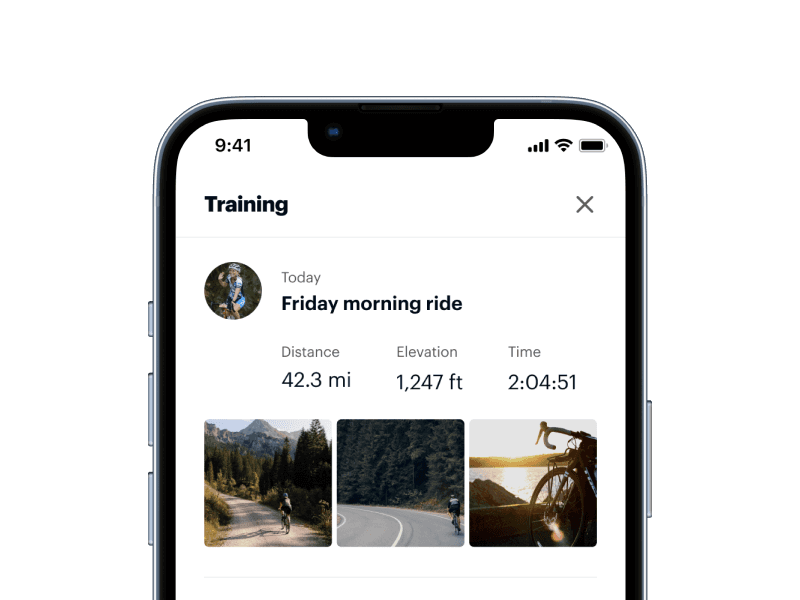 9:41
Training
Today
Friday morning ride
Distance Elevation Time
42.3 mi 1,247 ft 2:04:51